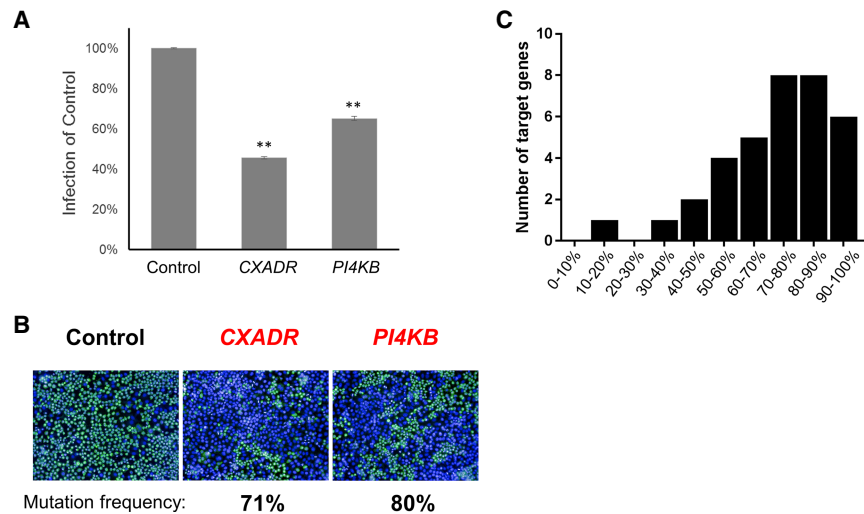 A
Infection of Control
100%
80%
60%
40%
20%
0%
**
**
Control
CXADR
PI4KB
B
Control
CXADR
PI4KB
Mutation frequency:
71%
80%
C
Number of target genes
10
8
6
4
2
0
0-10%
10-20%
20-30%
30-40%
40-50%
50-60%
60-70%
70-80%
80-90%
90-100%